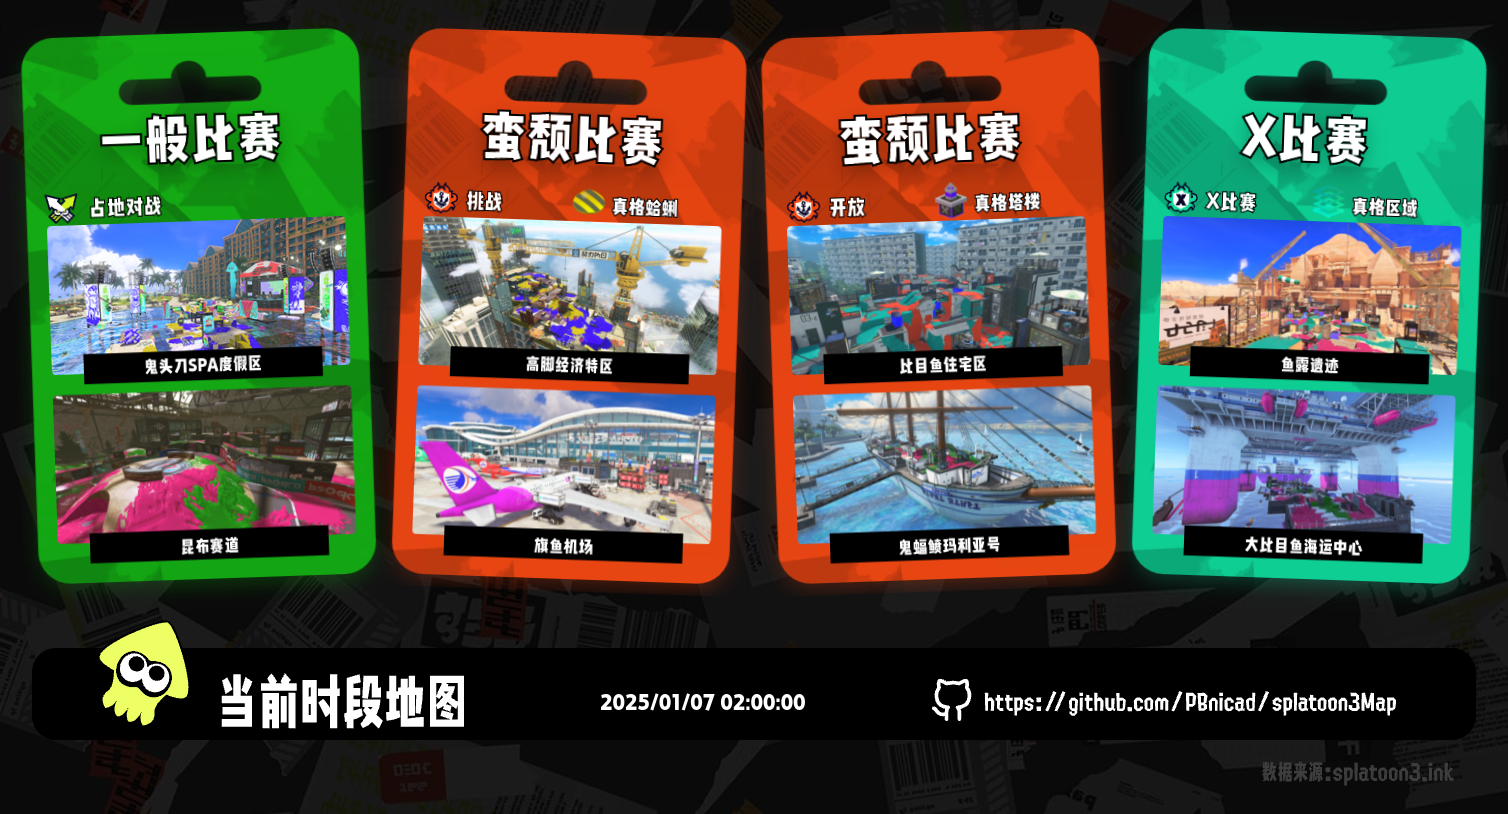 一般比赛
占地对战
鬼头刀SPA度假区
昆布赛道
蛮颓比赛
挑战
真格蛤蜊
高脚经济特区
旗鱼机场
蛮颓比赛
开放
真格塔楼
比目鱼住宅区
鬼蝠鲼玛利亚号
X比赛
X比赛
真格区域
鱼露遗迹
大比目鱼海运中心
当前时段地图
2025/01/07 02:00:00
https://github.com/PBnicad/splatoon3Map
数据来源:splatoon3.ink